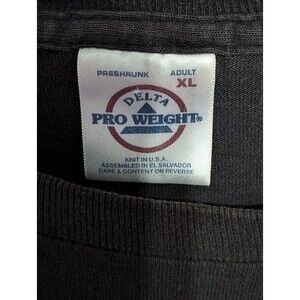 PRESHRUNK ADULT
XL
DELTA
PRO WEIGHT®
KNIT IN U.S.A.
ASSEMBLED IN EL SALVADOR
CARE & CONTENT ON REVERSE